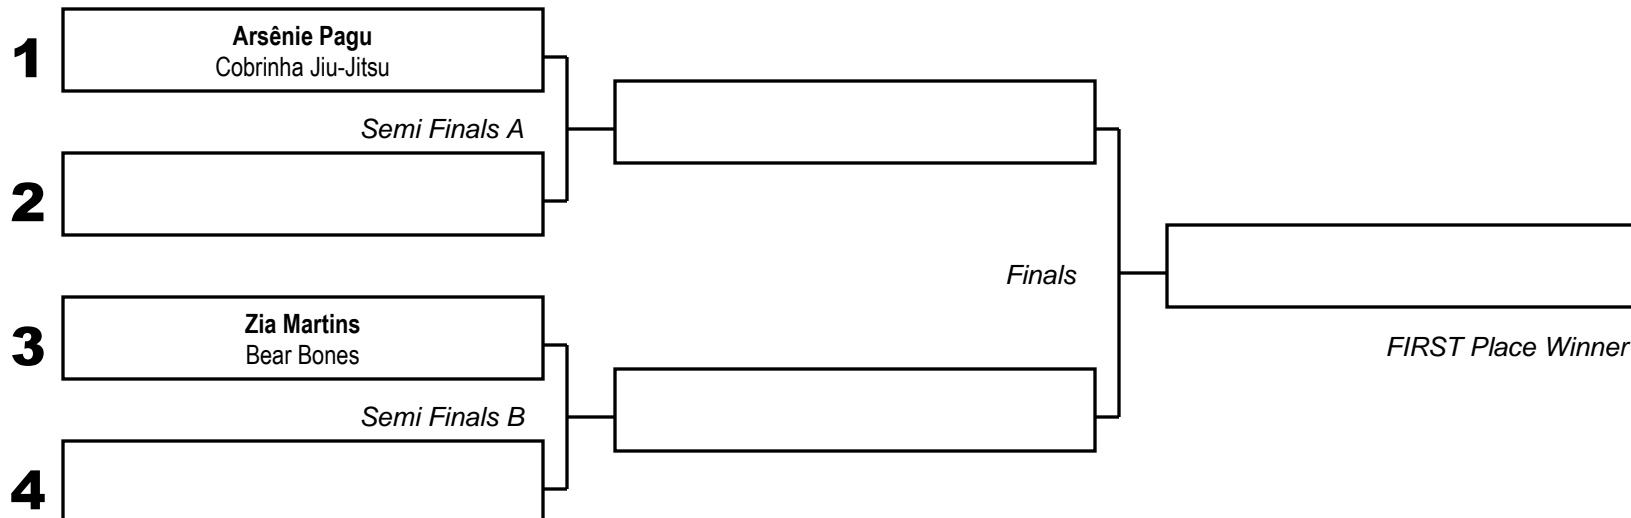 1
Arsênie Pagu
Cobrinha Jiu-Jitsu
Semi Finals A
2
Finals
3
Zia Martins
Bear Bones
FIRST Place Winner
Semi Finals B
4